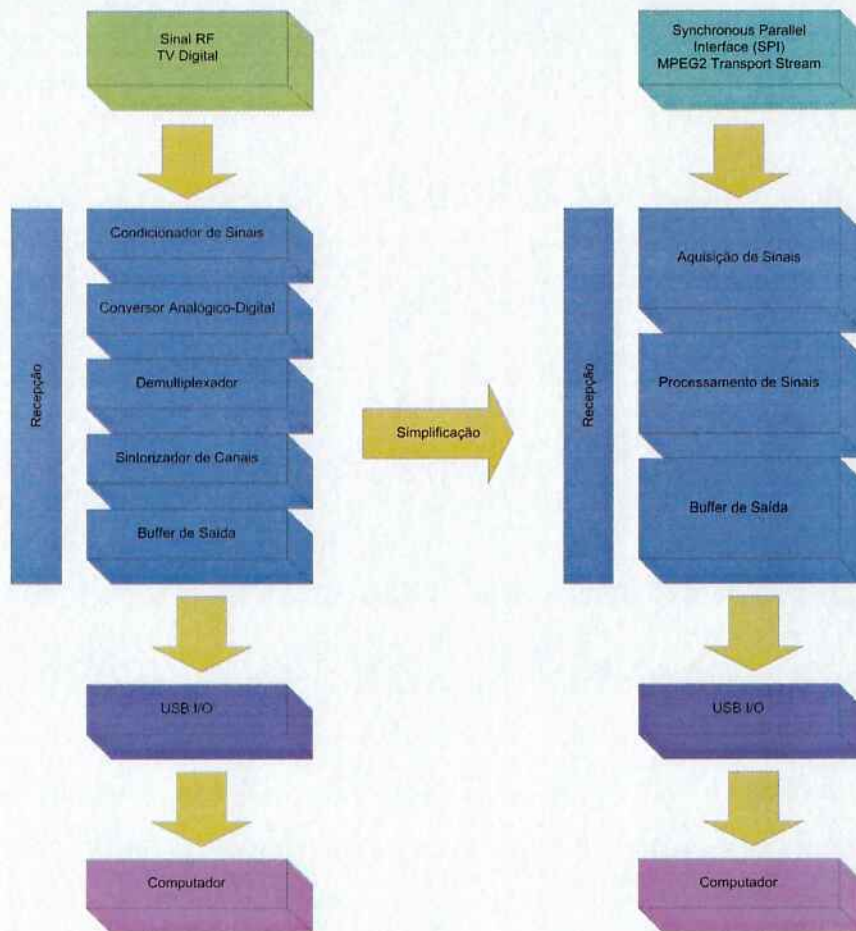 Sinal RF
TV Digital
Recepção
Condicionador de Sinais
Conversor Analógico-Digital
Demultiplexador
Sintonizador de Canais
Buffer de Saída
USB I/O
Computador
Simplificação
Synchronous Parallel
Interface (SPI)
MPEG2 Transport Stream
Recepção
Aquisição de Sinais
Processamento de Sinais
Buffer de Saída
USB I/O
Computador